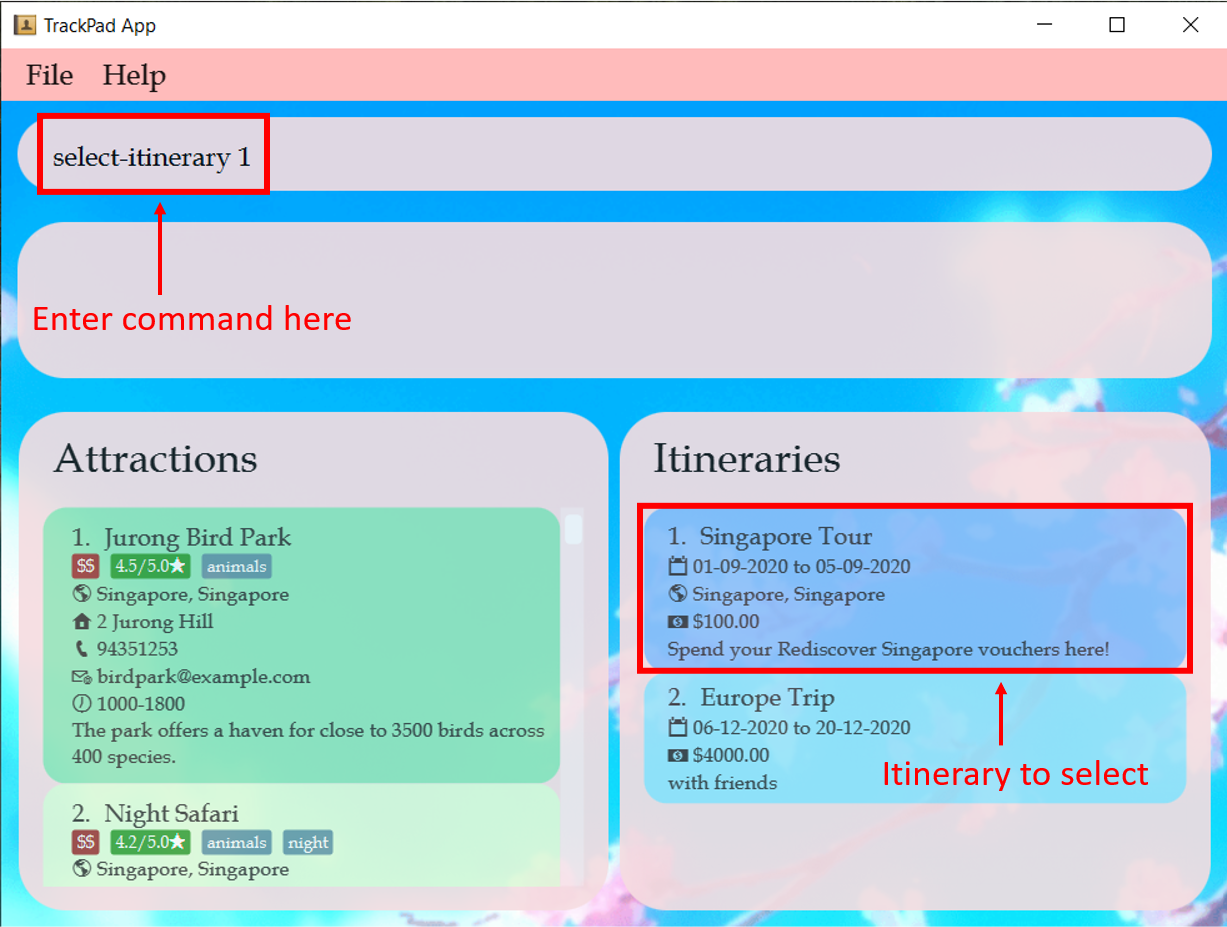 TrackPad App
File Help
select-itinerary 1
Enter command here
Attractions
1. Jurong Bird Park
$$ 4.5/5.0★ animals
Singapore, Singapore
2 Jurong Hill
94351253
birdpark@example.com
1000-1800
The park offers a haven for close to 3500 birds across
400 species.
2. Night Safari
$$ 4.2/5.0★ animals night
Singapore, Singapore
Itineraries
1. Singapore Tour
01-09-2020 to 05-09-2020
Singapore, Singapore
$100.00
Spend your Rediscover Singapore vouchers here!
2. Europe Trip
06-12-2020 to 20-12-2020
$4000.00
with friends
Itinerary to select